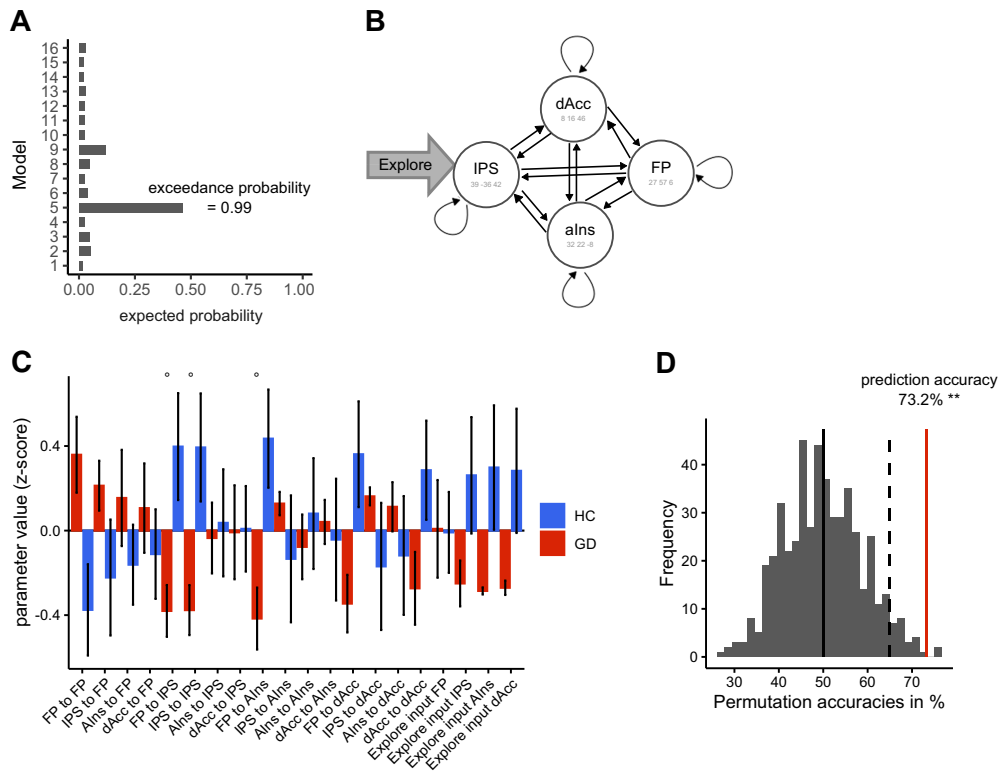 A
16
15
14
13
12
11
10
9
8
7
6
5
4
3
2
1
Model
exceedance probability
= 0.99
0.00
0.25
0.50
0.75
1.00
expected probability
B
Explore
dAcc
8 16 46
IPS
39 -36 42
FP
27 57 6
aIns
32 22 -8
C
parameter value (z-score)
0.4
0.0
-0.4
HC
GD
FP to FP
IPS to FP
AIns to FP
dAcc to FP
FP to IPS
IPS to IPS
AIns to IPS
dAcc to IPS
FP to AIns
IPS to AIns
AIns to AIns
dAcc to AIns
FP to dAcc
IPS to dAcc
AIns to dAcc
dAcc to dAcc
Explore input FP
Explore input IPS
Explore input AIns
Explore input dAcc
D
prediction accuracy
73.2% **
Frequency
40
30
20
10
0
30
40
50
60
70
Permutation accuracies in %